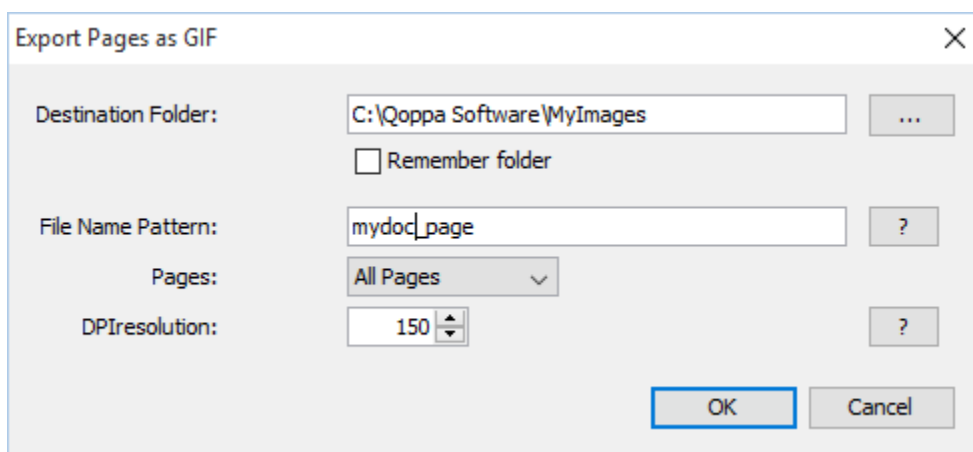 Export Pages as GIF
Destination Folder: C:\Qoppa Software\MyImages ...
Remember folder
File Name Pattern: mydoc_page ?
Pages: All Pages
DPIresolution: 150 ?
OK Cancel